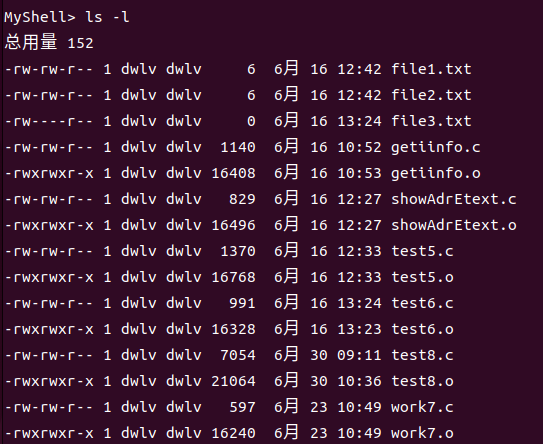 MyShell> ls -l
总用量 152
-rw-rw-r-- 1 dwlv dwlv     6  6月 16 12:42 file1.txt
-rw-rw-r-- 1 dwlv dwlv     6  6月 16 12:42 file2.txt
-rw----r-- 1 dwlv dwlv     0  6月 16 13:24 file3.txt
-rw-rw-r-- 1 dwlv dwlv  1140  6月 16 10:52 getiinfo.c
-rwxrwxr-x 1 dwlv dwlv 16408  6月 16 10:53 getiinfo.o
-rw-rw-r-- 1 dwlv dwlv   829  6月 16 12:27 showAdrEtext.c
-rwxrwxr-x 1 dwlv dwlv 16496  6月 16 12:27 showAdrEtext.o
-rw-rw-r-- 1 dwlv dwlv  1370  6月 16 12:33 test5.c
-rwxrwxr-x 1 dwlv dwlv 16768  6月 16 12:33 test5.o
-rw-rw-r-- 1 dwlv dwlv   991  6月 16 13:24 test6.c
-rwxrwxr-x 1 dwlv dwlv 16328  6月 16 13:23 test6.o
-rw-rw-r-- 1 dwlv dwlv  7054  6月 30 09:11 test8.c
-rwxrwxr-x 1 dwlv dwlv 21064  6月 30 10:36 test8.o
-rw-rw-r-- 1 dwlv dwlv   597  6月 23 10:49 work7.c
-rwxrwxr-x 1 dwlv dwlv 16240  6月 23 10:49 work7.o